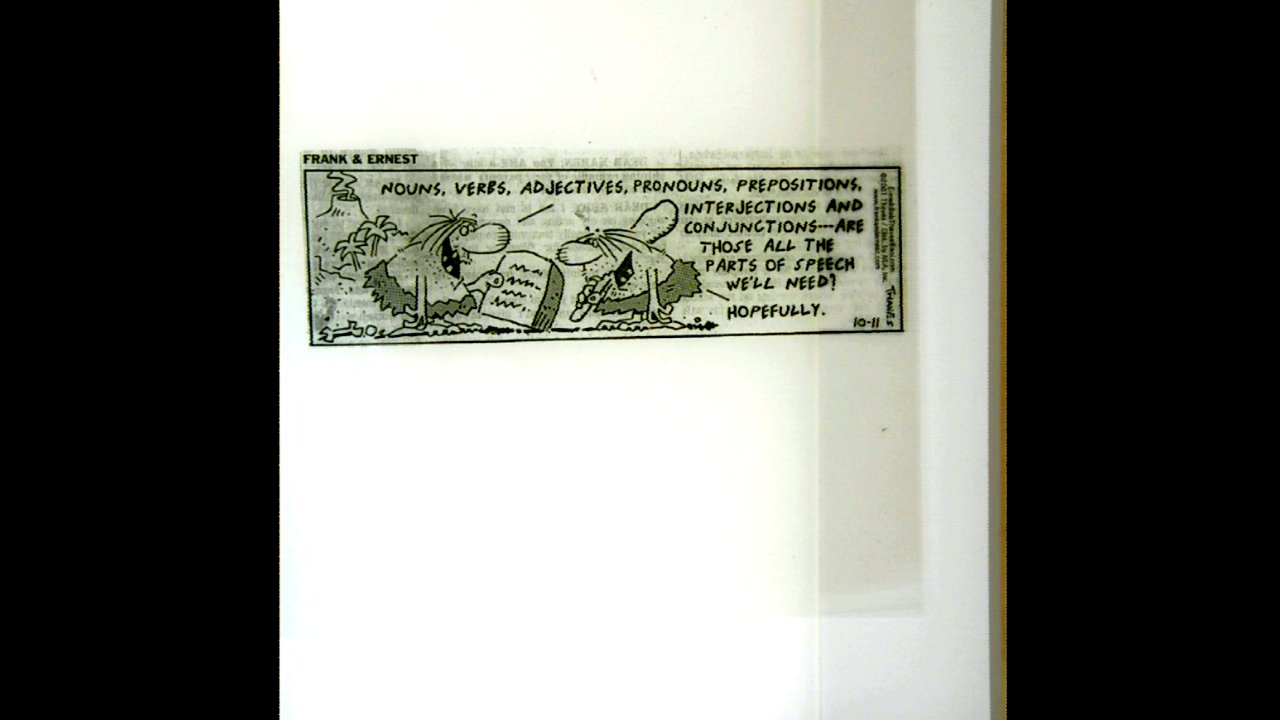 FRANK & ERNEST
NOUNS, VERBS, ADJECTIVES, PRONOUNS, PREPOSITIONS,
INTERJECTIONS AND
CONJUNCTIONS---ARE
THOSE ALL THE
PARTS OF SPEECH
WE'LL NEED?
HOPEFULLY.
THAVES
10-11